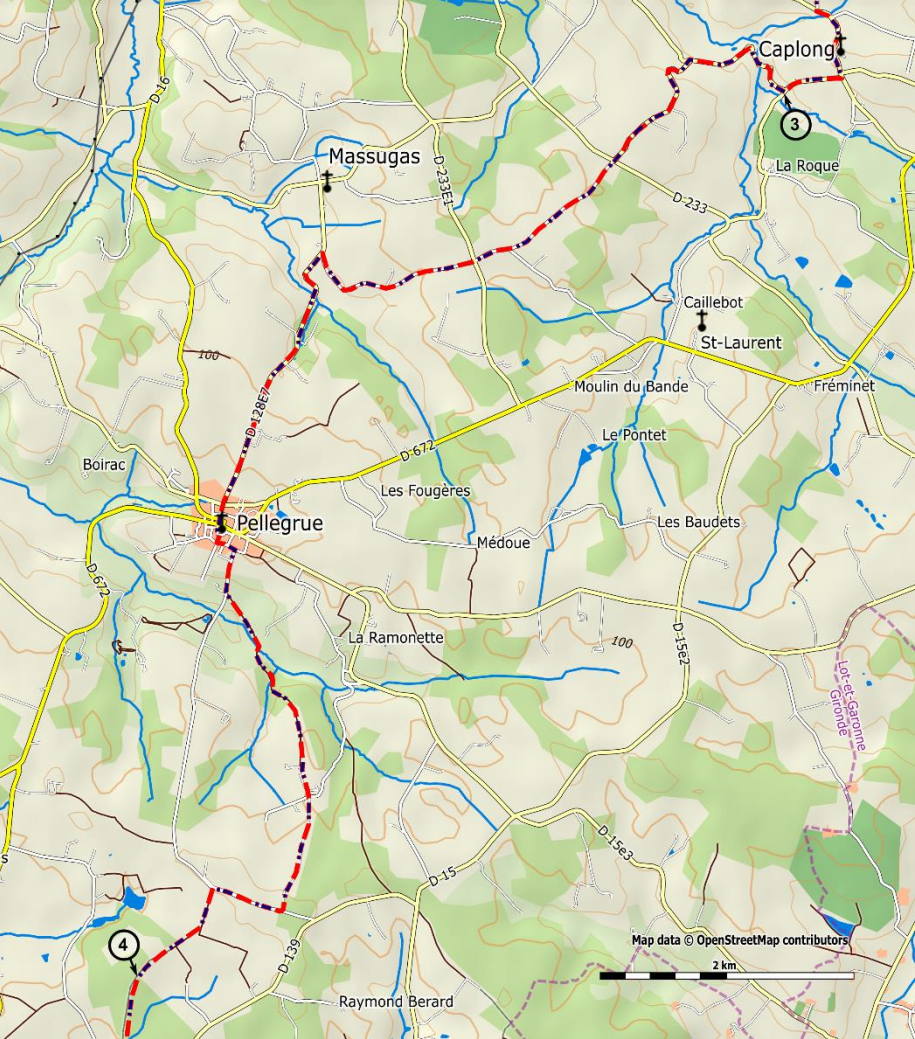 Caplong
D-16
3
Massugas
D-233E1
La Roque
D-233
Caillebot
St-Laurent
100
Moulin du Bande
Fréminet
D-128E7
Le Pontet
D-672
Boirac
Les Fougères
Pellegrue
Les Baudets
Médoue
D-672
La Ramonette
100
D-15e2
Lot-et-Garonne
Gironde
D-15e3
s
D-15
4
Map data © OpenStreetMap contributors
D-139
2 km
Raymond Berard